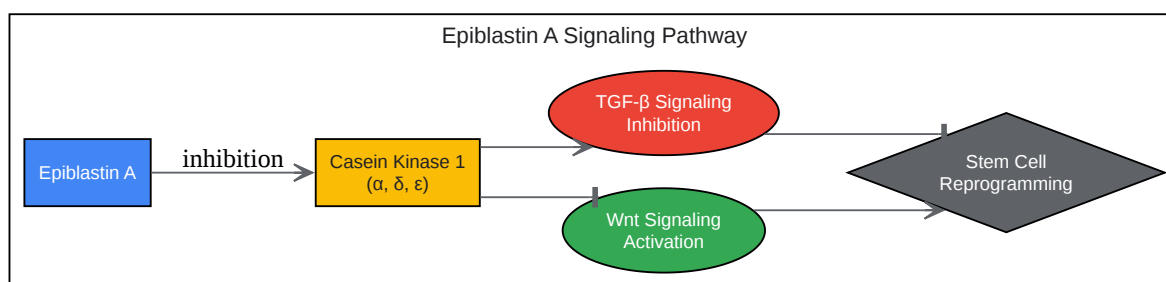 Epiblastin A Signaling Pathway
Epiblastin A
inhibition
Casein Kinase 1
(α, δ, ε)
TGF-β Signaling
Inhibition
Wnt Signaling
Activation
Stem Cell
Reprogramming